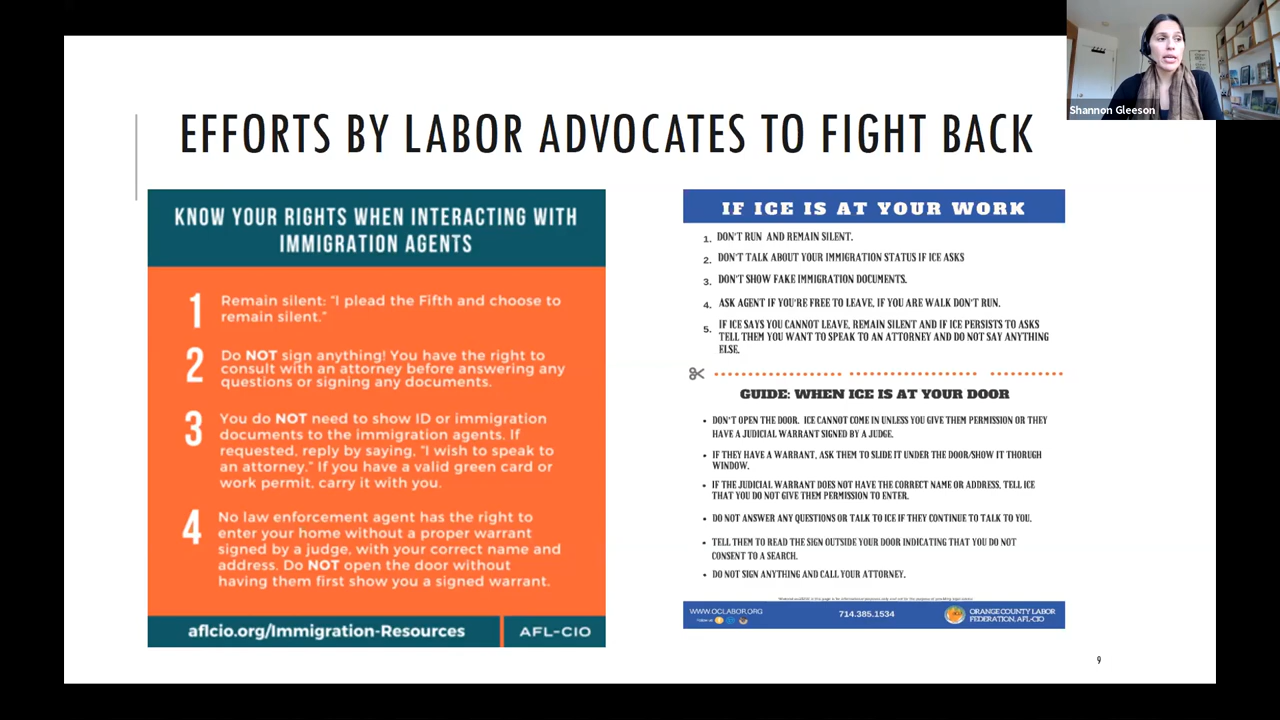 Shannon Gleeson
EFFORTS BY LABOR ADVOCATES TO FIGHT BACK
KNOW YOUR RIGHTS WHEN INTERACTING WITH
IMMIGRATION AGENTS
1 Remain silent: "I plead the Fifth and choose to
remain silent."
2 Do NOT sign anything! You have the right to
consult with an attorney before answering any
questions or signing any documents.
3 You do NOT need to show ID or immigration
documents to the immigration agents. If
requested, reply by saying, "I wish to speak to
an attorney." If you have a valid green card or
work permit, carry it with you.
4 No law enforcement agent has the right to
enter your home without a proper warrant
signed by a judge, with your correct name and
address. Do NOT open the door without
having them first show you a signed warrant.
aflcio.org/Immigration-Resources AFL-CIO
IF ICE IS AT YOUR WORK
1. DON'T RUN AND REMAIN SILENT.
2. DON'T TALK ABOUT YOUR IMMIGRATION STATUS IF ICE ASKS
3. DON'T SHOW FAKE IMMIGRATION DOCUMENTS.
4. ASK AGENT IF YOU'RE FREE TO LEAVE, IF YOU ARE WALK DON'T RUN.
5. IF ICE SAYS YOU CANNOT LEAVE, REMAIN SILENT AND IF ICE PERSISTS TO ASKS
TELL THEM YOU WANT TO SPEAK TO AN ATTORNEY AND DO NOT SAY ANYTHING
ELSE.
GUIDE: WHEN ICE IS AT YOUR DOOR
• DON'T OPEN THE DOOR. ICE CANNOT COME IN UNLESS YOU GIVE THEM PERMISSION OR THEY
HAVE A JUDICIAL WARRANT SIGNED BY A JUDGE.
• IF THEY HAVE A WARRANT, ASK THEM TO SLIDE IT UNDER THE DOOR/SHOW IT THORUGH
WINDOW.
• IF THE JUDICIAL WARRANT DOES NOT HAVE THE CORRECT NAME OR ADDRESS, TELL ICE
THAT YOU DO NOT GIVE THEM PERMISSION TO ENTER.
• DO NOT ANSWER ANY QUESTIONS OR TALK TO ICE IF THEY CONTINUE TO TALK TO YOU.
• TELL THEM TO READ THE SIGN OUTSIDE YOUR DOOR INDICATING THAT YOU DO NOT
CONSENT TO A SEARCH.
• DO NOT SIGN ANYTHING AND CALL YOUR ATTORNEY.
WWW.OCLABOR.ORG 714.385.1534 ORANGE COUNTY LABOR
FEDERATION, AFL-CIO
9